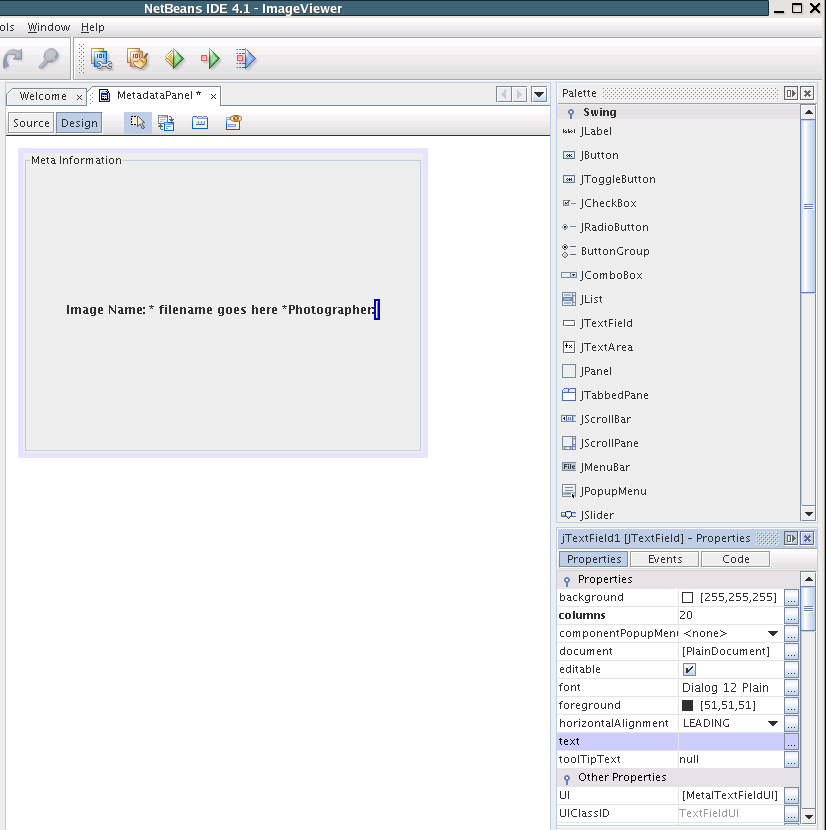 NetBeans IDE 4.1 - ImageViewer
ols Window Help
Welcome x MetadataPanel * x
Source Design
Meta Information
Image Name: * filename goes here *Photographer:
Palette
Swing
JLabel
JButton
JToggleButton
JCheckBox
JRadioButton
ButtonGroup
JComboBox
JList
JTextField
JTextArea
JPanel
JTabbedPane
JScrollBar
JScrollPane
File JMenuBar
JPopupMenu
JSlider
jTextField1 [JTextField] - Properties
Properties Events Code
Properties
background [255,255,255] ...
columns 20 ...
componentPopupMenu <none> ...
document [PlainDocument] ...
editable ...
font Dialog 12 Plain ...
foreground [51,51,51] ...
horizontalAlignment LEADING ...
text ...
toolTipText null ...
Other Properties
UI [MetalTextFieldUI] ...
UIClassID TextFieldUI ...